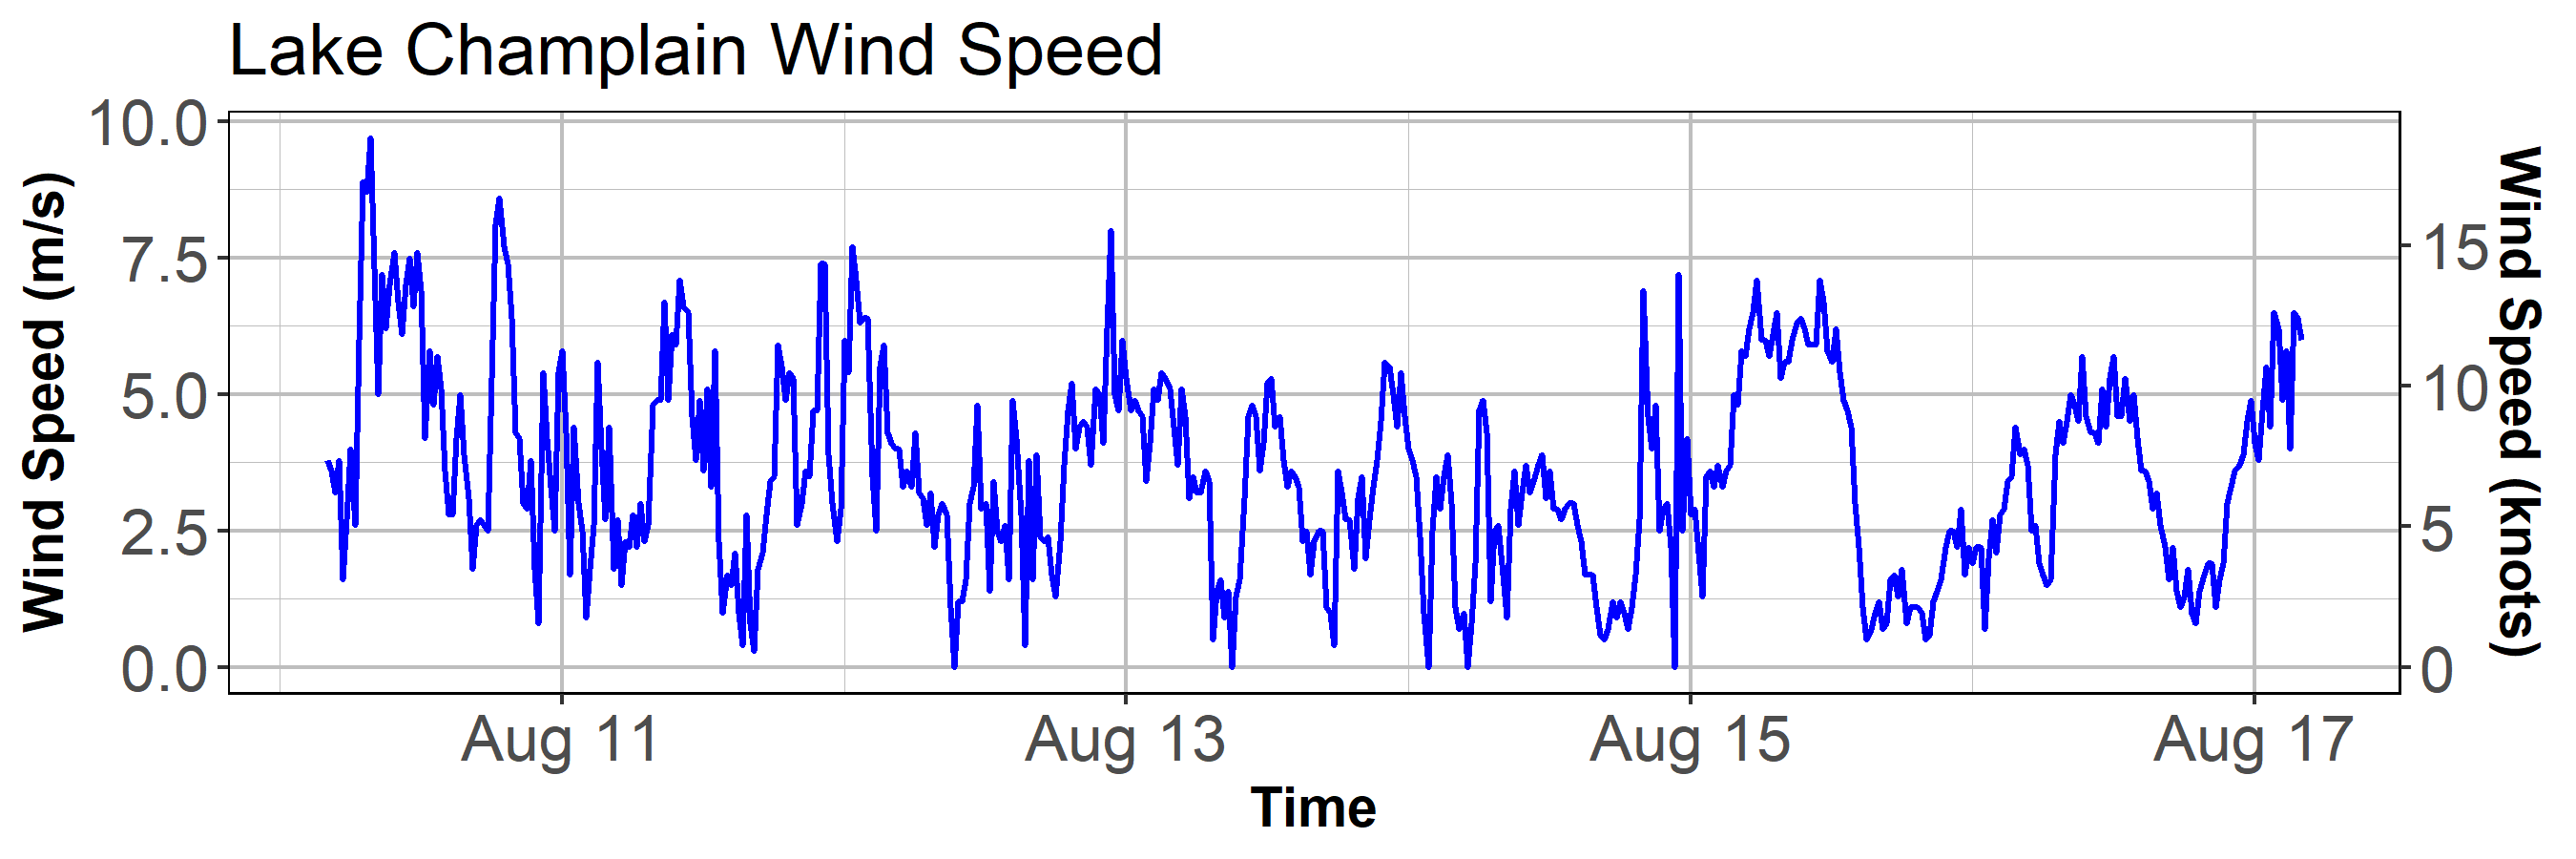 Lake Champlain Wind Speed
Wind Speed (m/s)
10.0
7.5
5.0
2.5
0.0
Wind Speed (knots)
15
10
5
0
Aug 11
Aug 13
Aug 15
Aug 17
Time